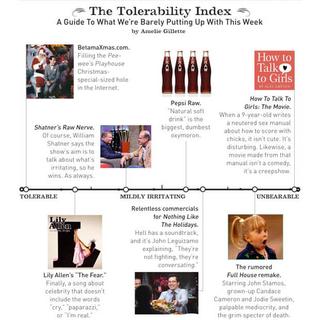 The Tolerability Index
A Guide To What We're Barely Putting Up With This Week
by Amelie Gillette
BetamaXmas.com.
Filling the Pee-
wee's Playhouse
Christmas-
special-sized hole
in the Internet.
Pepsi Raw.
"Natural soft
drink" is the
biggest, dumbest
oxymoron.
How to
Talk
to Girls
How To Talk To
Girls: The Movie.
When a 9-year-old writes
a neutered sex manual
about how to score with
chicks, it isn't cute. It's
disturbing. Likewise, a
movie made from that
manual isn't a comedy,
it's a creepshow.
Shatner's Raw Nerve.
Of course, William
Shatner says the
show's aim is to talk
about what's
irritating, so he
wins. As always.
TOLERABLE
MILDLY IRRITATING
UNBEARABLE
Lily Allen
Lily Allen's "The Fear."
Finally, a song about
celebrity that doesn't
include the words
"cry," "paparazzi,"
or "I'm real."
Relentless commercials
for Nothing Like
The Holidays.
Hell has a soundtrack,
and it's John Leguizamo
explaining, "They're
not fighting, they're
conversating."
The rumored
Full House remake.
Starring John Stamos,
grown-up Candace
Cameron and Jodie Sweetin,
palpable mediocrity, and
the grim specter of death.